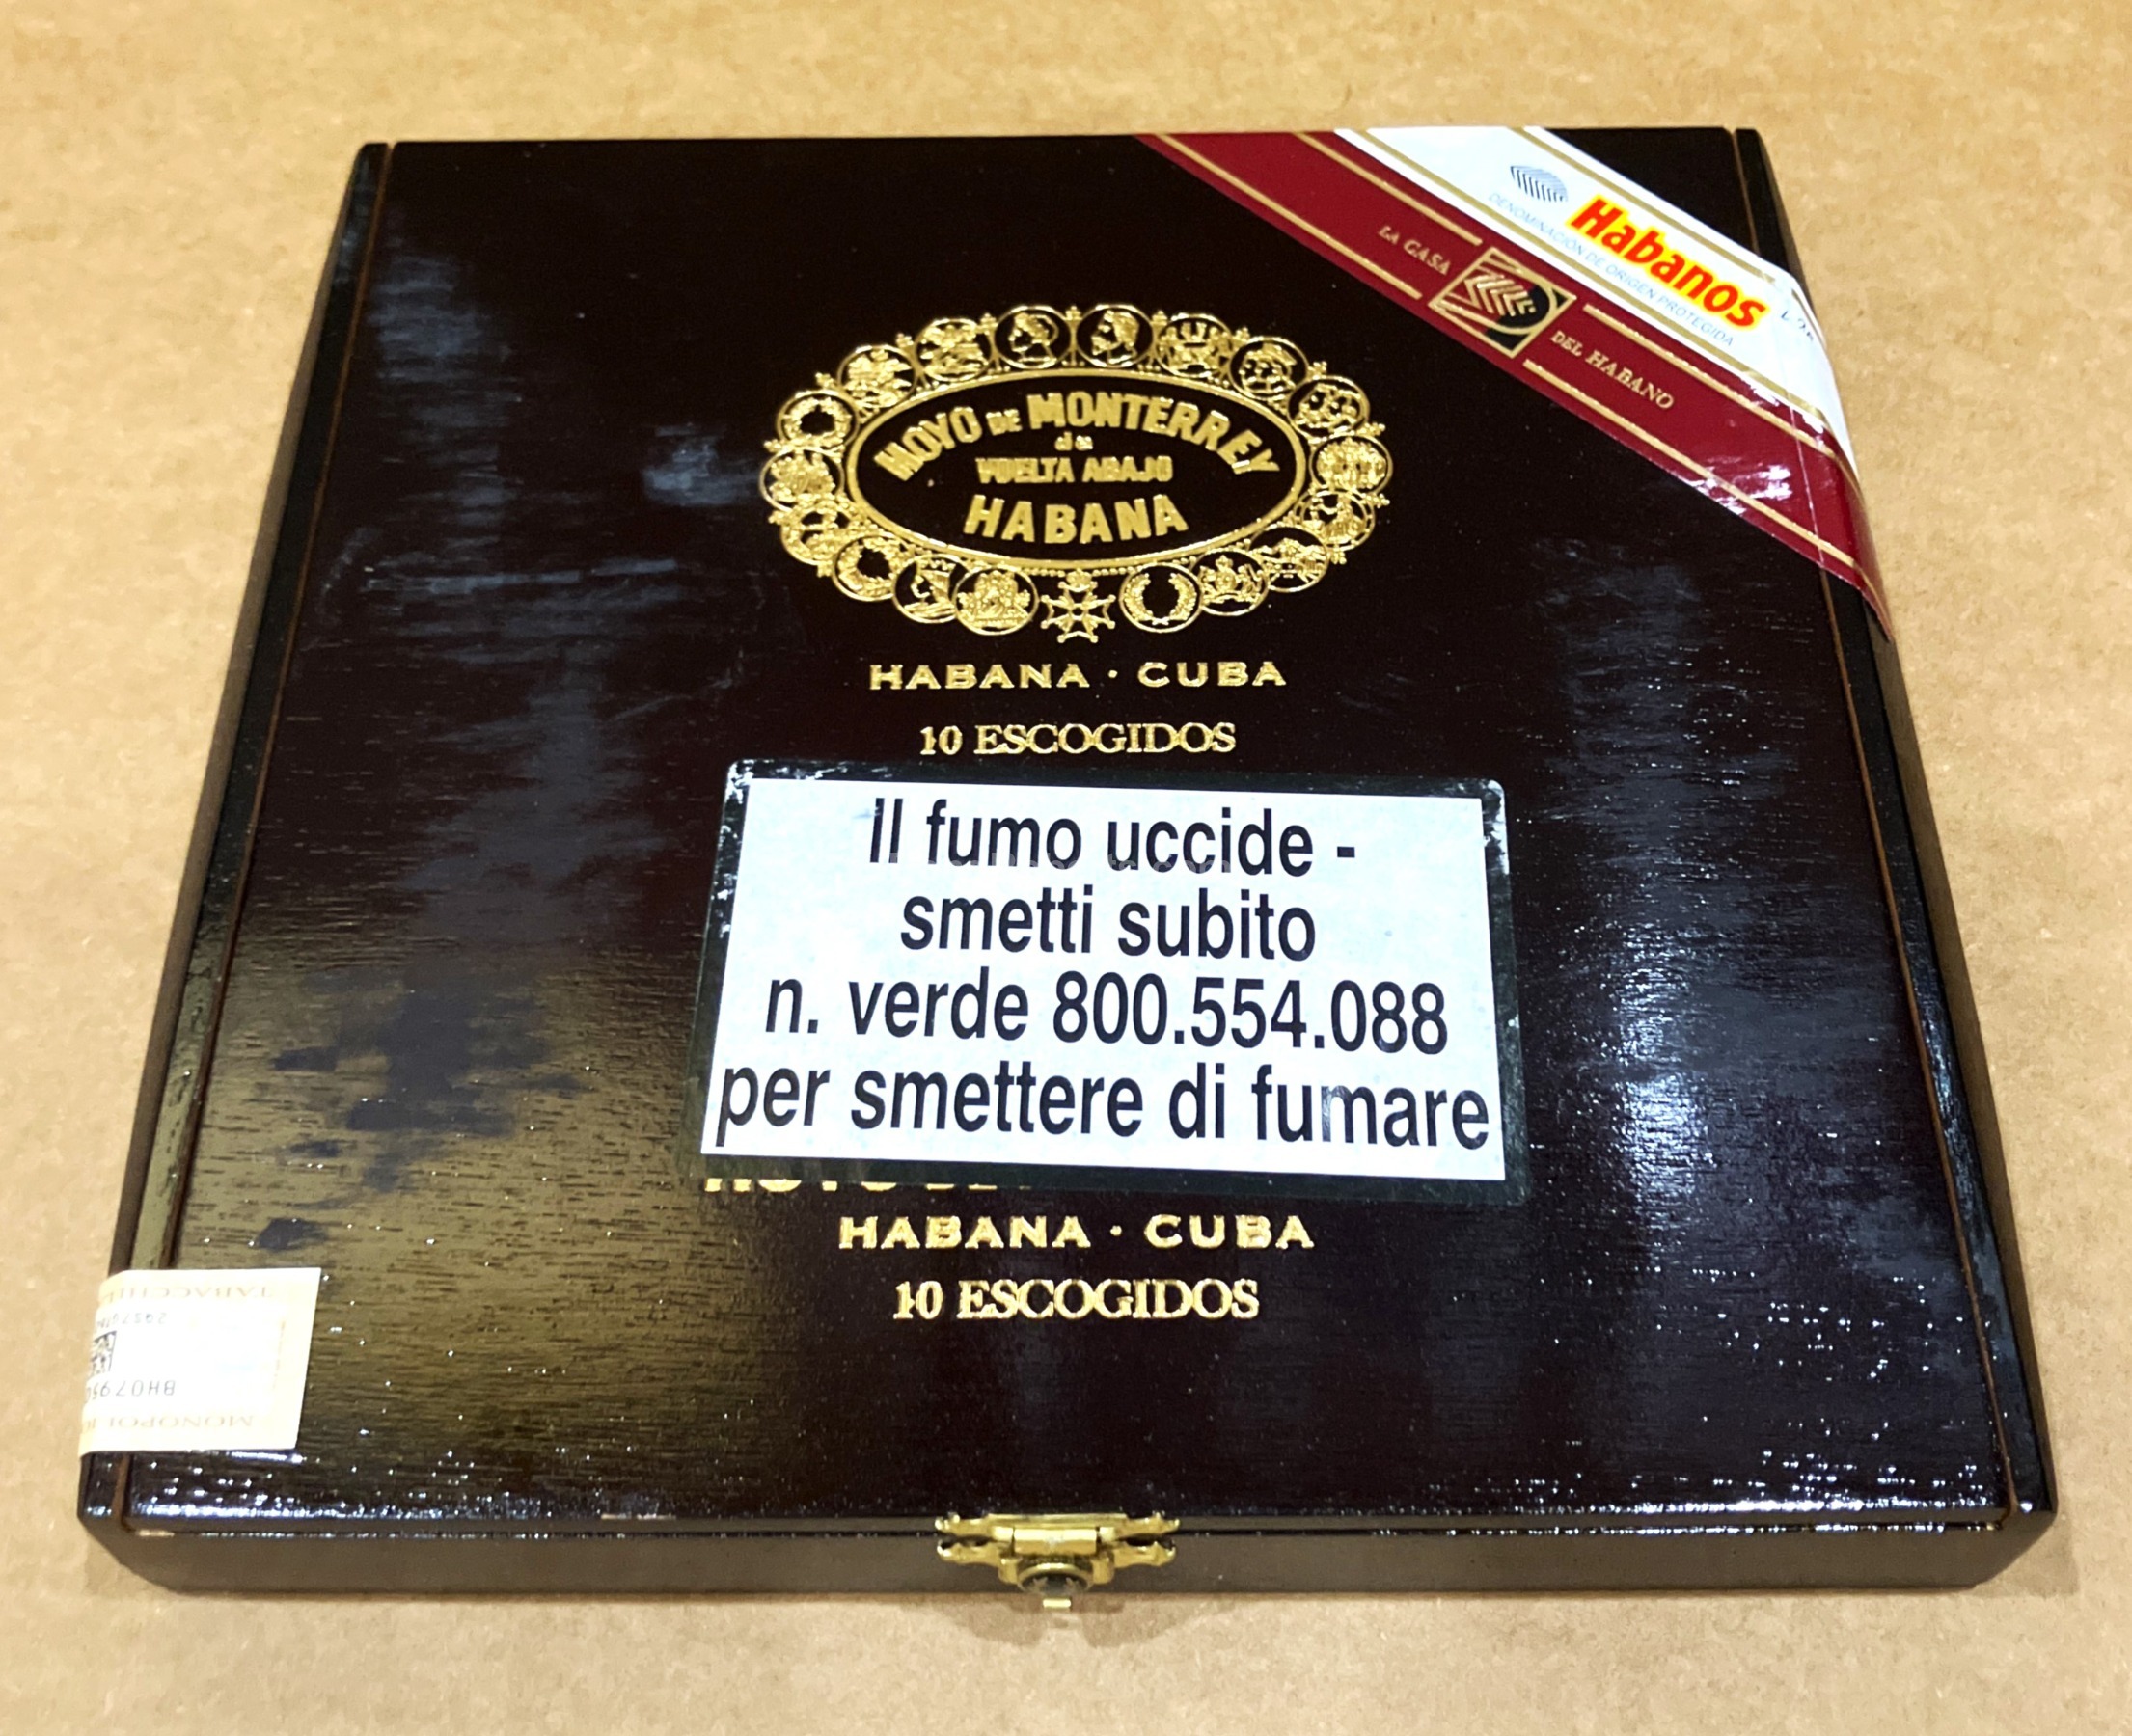 Habanos
DENOMINACIÓN DE ORIGEN PROTEGIDA
LA CASA
DEL HABANO
HOYO DE MONTERREY
de
VUELTA ABAJO
HABANA
HABANA · CUBA
10 ESCOGIDOS
Il fumo uccide -
smetti subito
n. verde 800.554.088
per smettere di fumare
HABANA · CUBA
10 ESCOGIDOS